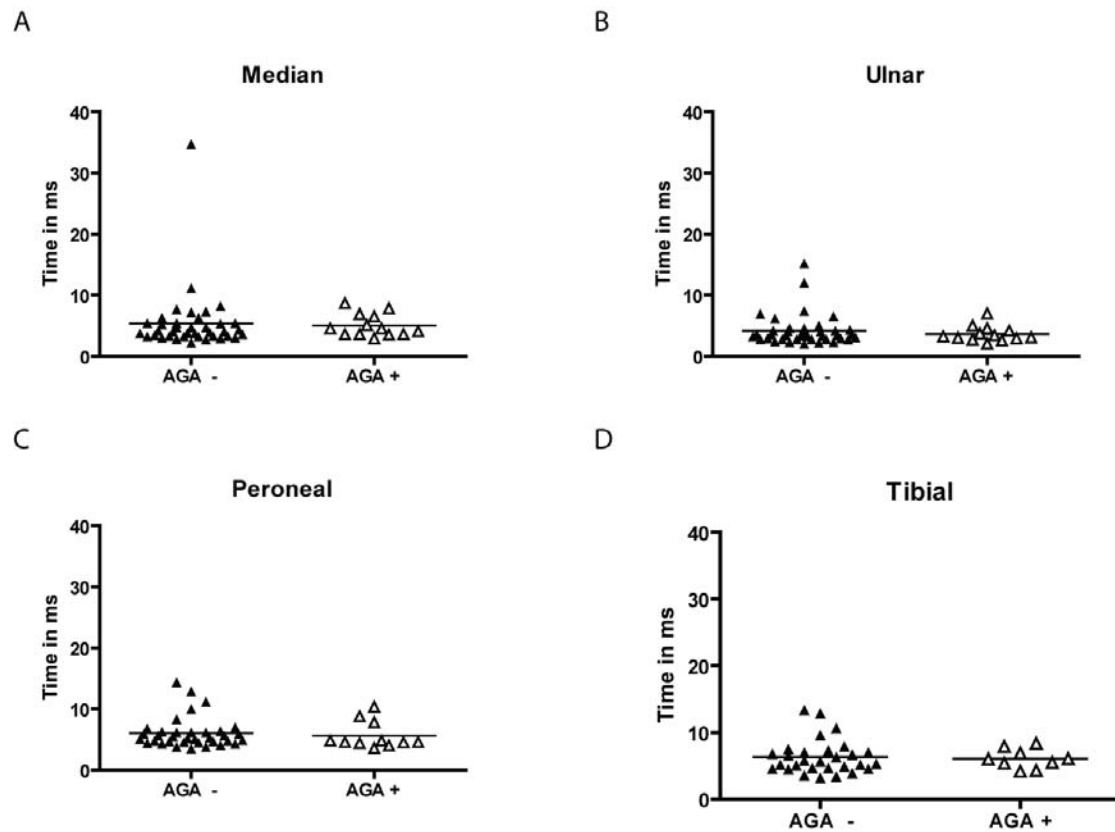 A
Median
40
30
20
10
0
Time in ms
AGA -
AGA +
B
Ulnar
40
30
20
10
0
Time in ms
AGA -
AGA +
C
Peroneal
40
30
20
10
0
Time in ms
AGA -
AGA +
D
Tibial
40
30
20
10
0
Time in ms
AGA -
AGA +